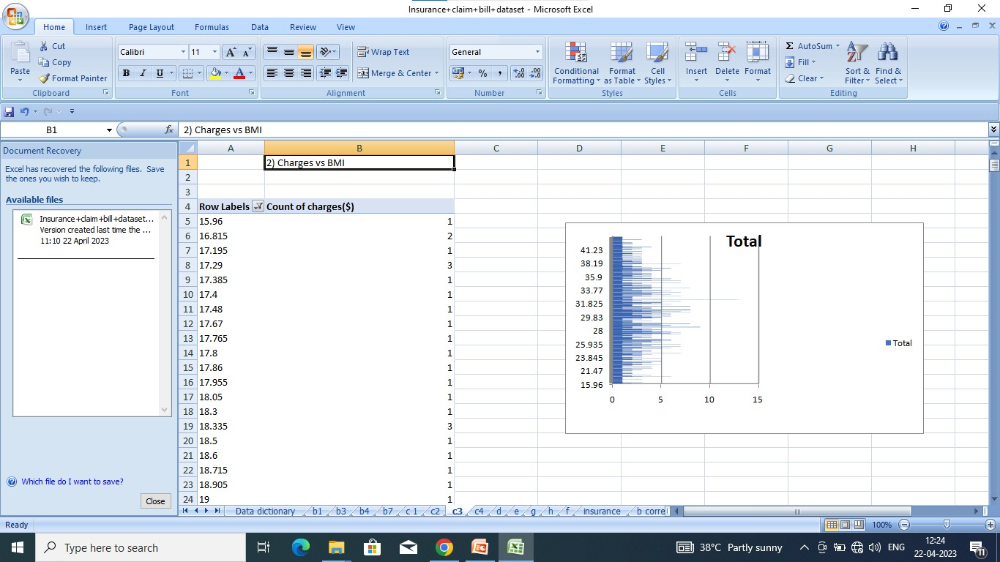 Insurance+claim+bill+dataset - Microsoft Excel
Home Insert Page Layout Formulas Data Review View
Paste
Cut
Copy
Format Painter
Clipboard
Calibri 11
B I U
Font
Wrap Text
Merge & Center
Alignment
General
% ,
Number
Conditional Formatting
Format as Table
Cell Styles
Styles
Insert Delete Format
Cells
Σ AutoSum
Fill
Clear
Sort & Filter
Find & Select
Editing
B1 fx 2) Charges vs BMI
Document Recovery
Excel has recovered the following files. Save
the ones you wish to keep.
Available files
Insurance+claim+bill+dataset...
Version created last time the ...
11:10 22 April 2023
Which file do I want to save?
Close
A B C D E F G H
1 2) Charges vs BMI
2
3
4 Row Labels Count of charges($)
5 15.96 1
6 16.815 2
7 17.195 1
8 17.29 3
9 17.385 1
10 17.4 1
11 17.48 1
12 17.67 1
13 17.765 1
14 17.8 1
15 17.86 1
16 17.955 1
17 18.05 1
18 18.3 1
19 18.335 3
20 18.5 1
21 18.6 1
22 18.715 1
23 18.905 1
24 19 1
Total
41.23
38.19
35.9
33.77
31.825
29.83
28
25.935
23.845
21.47
15.96
0 5 10 15
Total
Data dictionary b1 b3 b4 b7 c 1 c2 c3 c4 d e g h f insurance b corre
Ready 100%
Type here to search
38°C Partly sunny ENG
12:24
22-04-2023
11